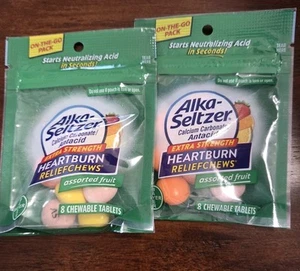 ON-THE-GO
PACK
Starts Neutralizing Acid
in Seconds!
Alka-
Seltzer
Calcium Carbonate/
Antacid
EXTRA STRENGTH
HEARTBURN
RELIEFCHEWS
assorted fruit
8 CHEWABLE TABLETS
ON-THE-GO
PACK
Starts Neutralizing Acid
in Seconds!
Alka-
Seltzer
Calcium Carbonate/
Antacid
EXTRA STRENGTH
HEARTBURN
RELIEFCHEWS
assorted fruit
8 CHEWABLE TABLETS